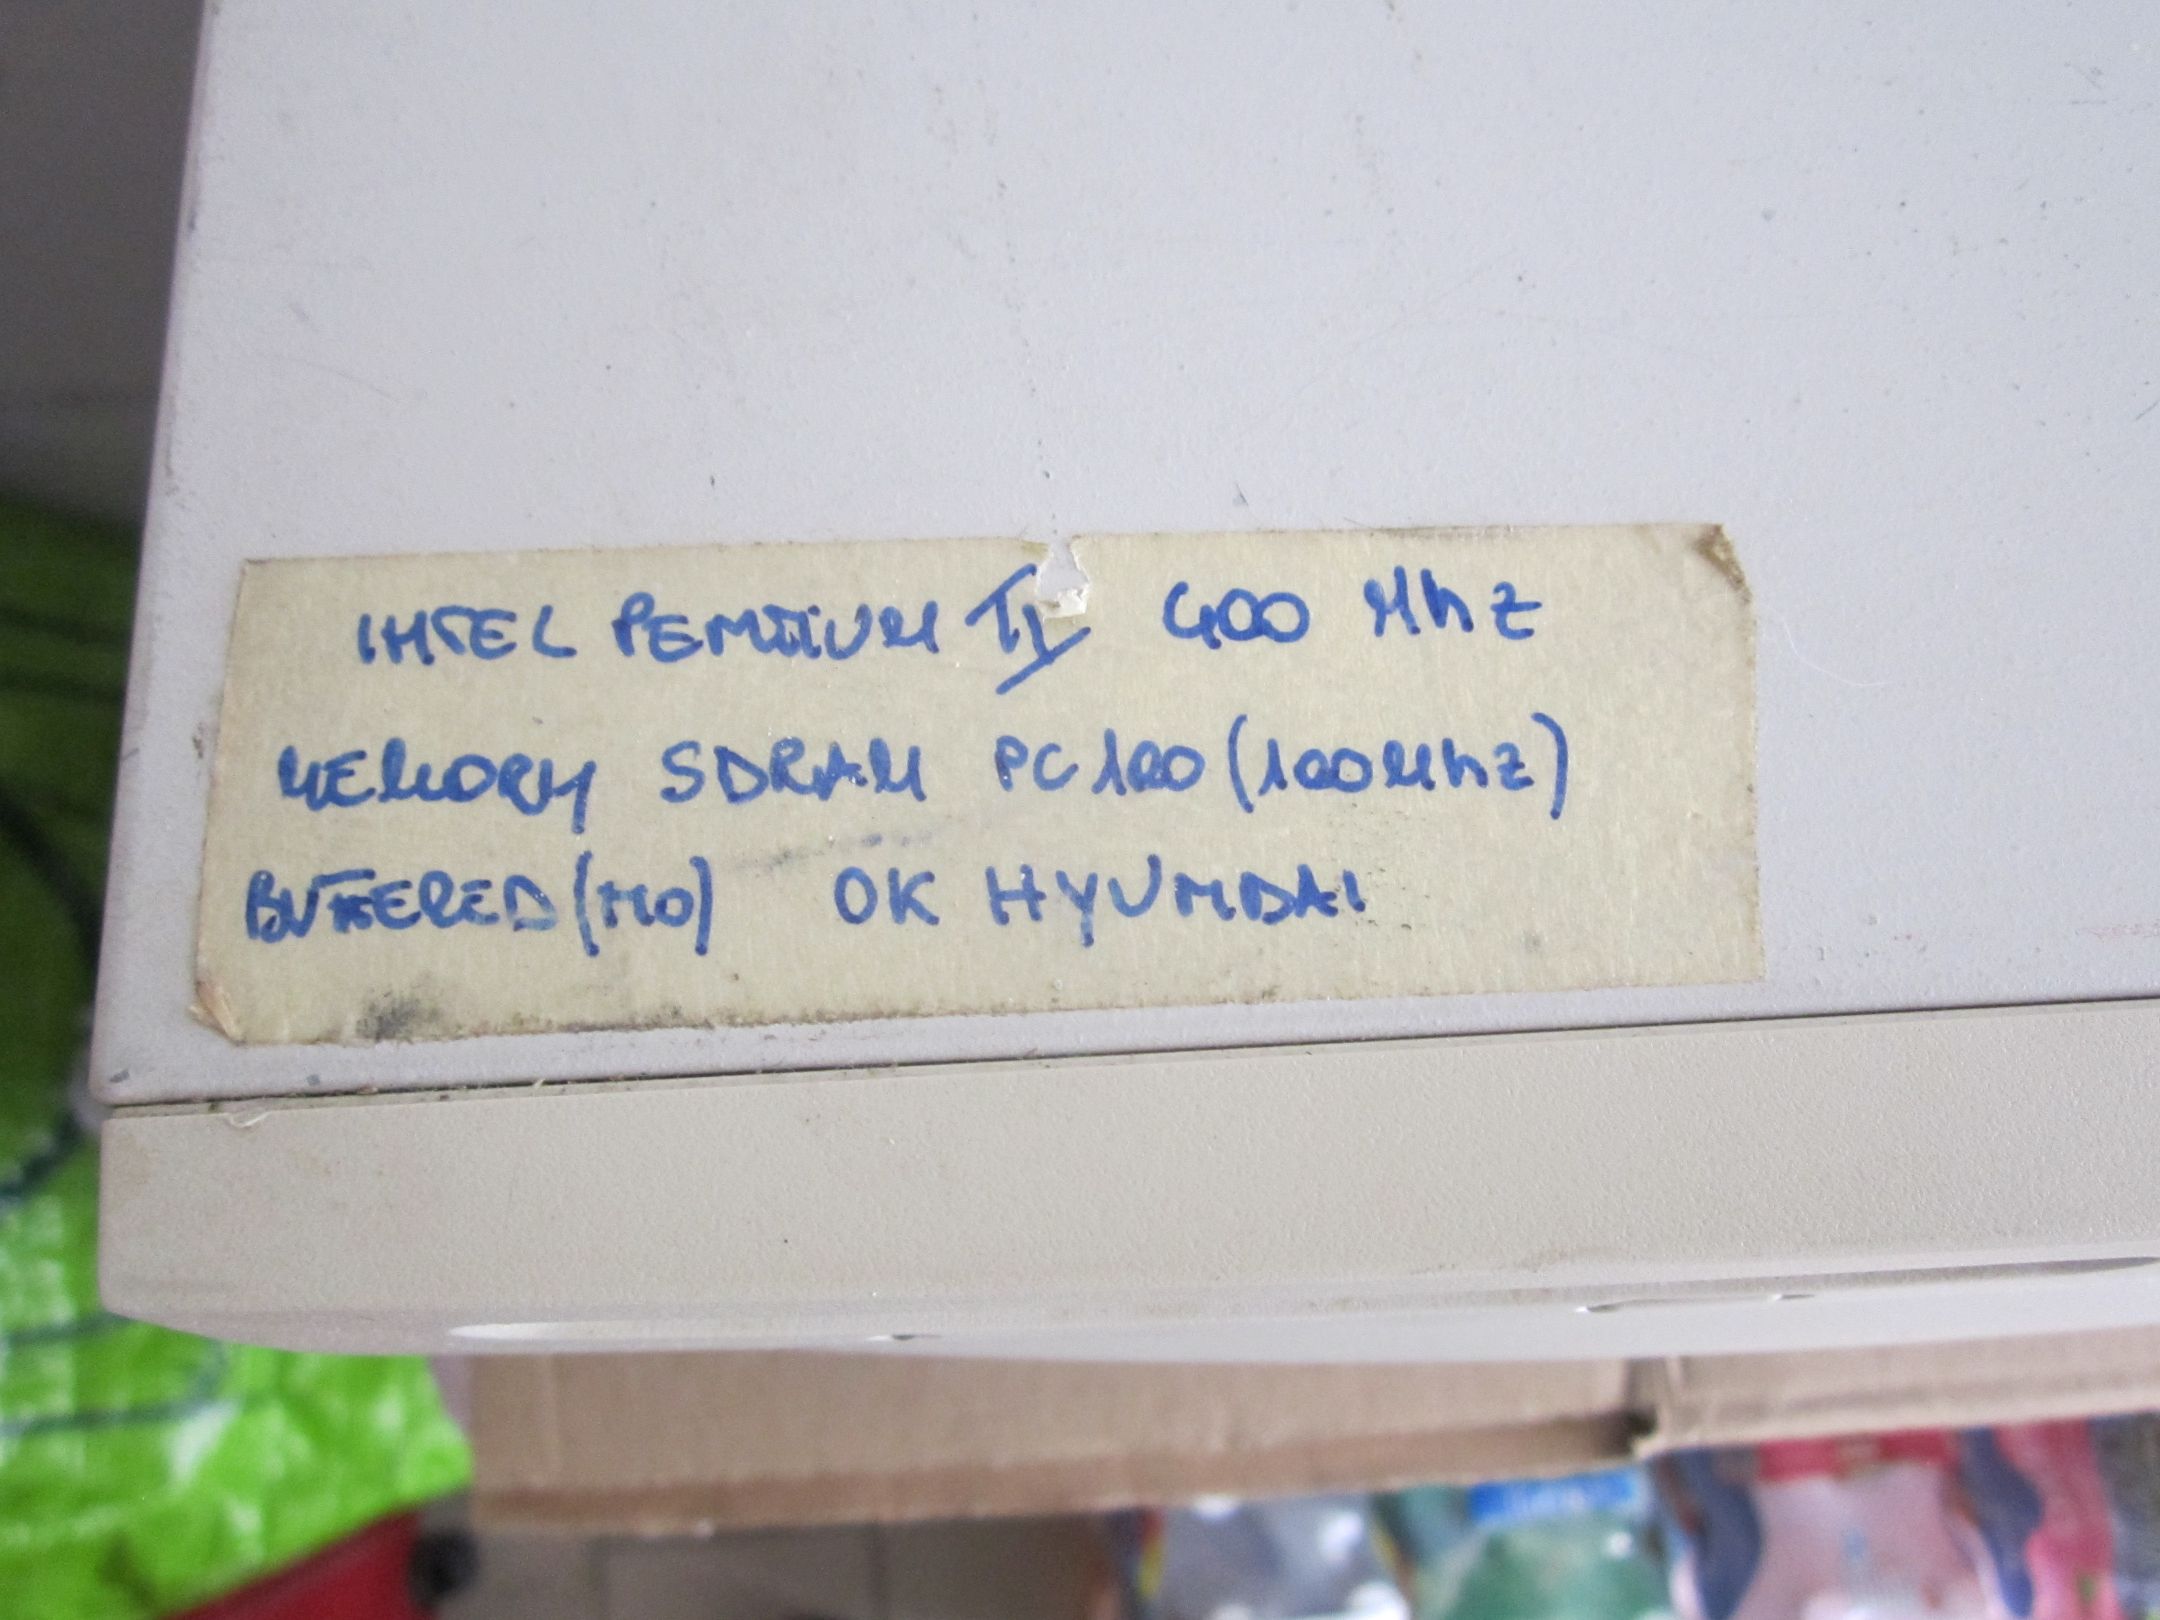 INTEL PENTIUM II 400 MhZ
MEMORY SDRAM PC100 (100MhZ)
BUFFERED (NO) OK HYUNDAI